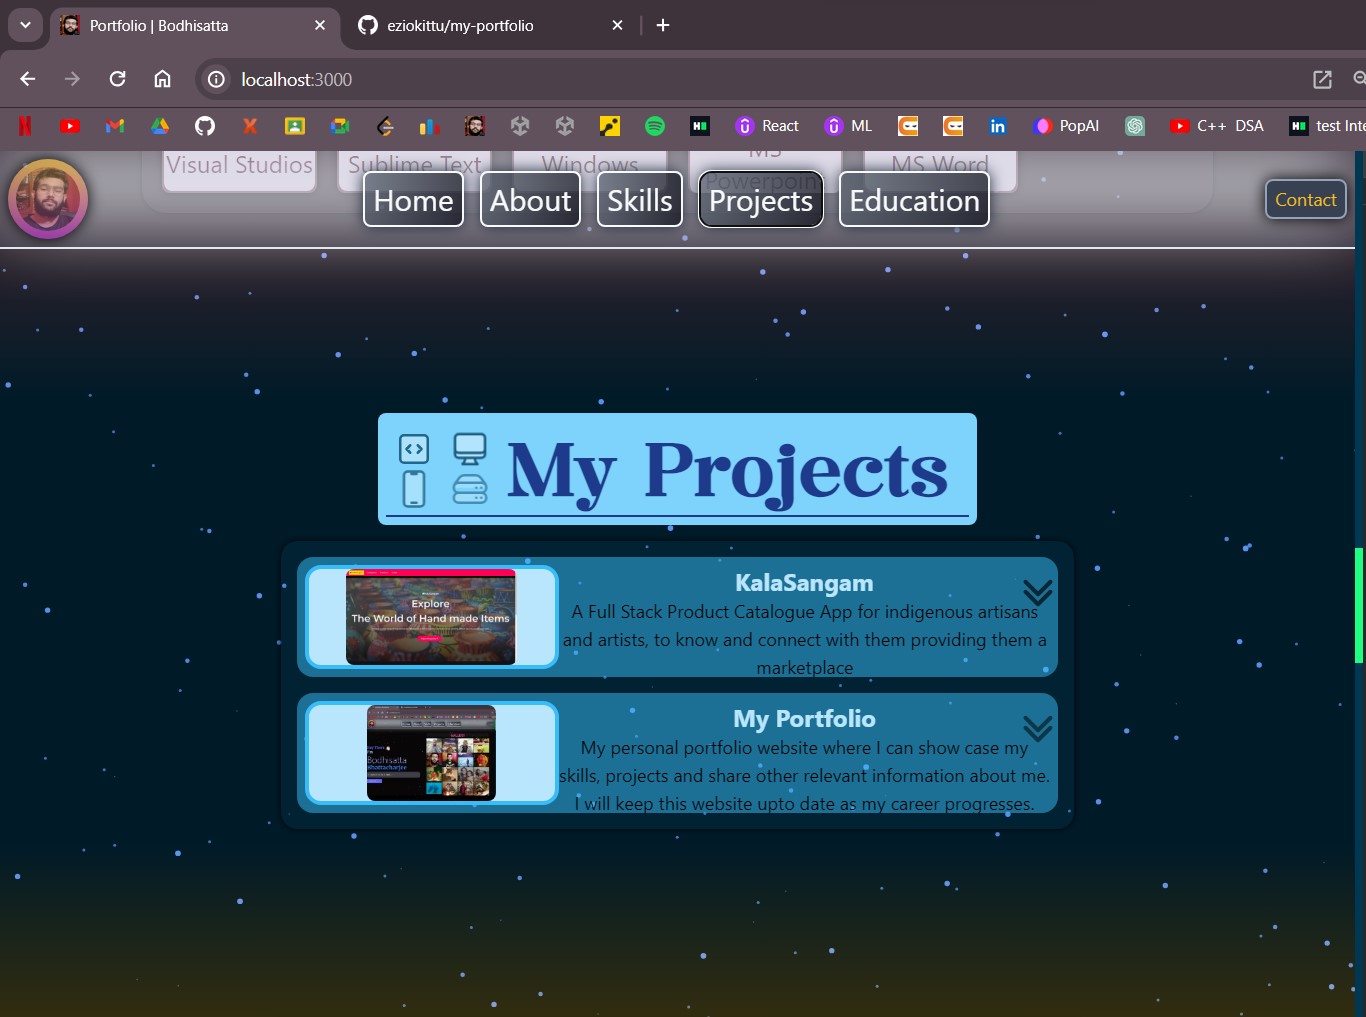 Portfolio | Bodhisatta
eziokittu/my-portfolio
localhost:3000
React
ML
PopAI
C++ DSA
test Inte
Visual Studios
Sublime Text
Windows
MS Powerpoint
MS Word
Home
About
Skills
Projects
Education
Contact
My Projects
Explore
The World of Hand made Items
KalaSangam
A Full Stack Product Catalogue App for indigenous artisans
and artists, to know and connect with them providing them a
marketplace
Bodhisatta
Bhattacharjee
My Portfolio
My personal portfolio website where I can show case my
skills, projects and share other relevant information about me.
I will keep this website upto date as my career progresses.